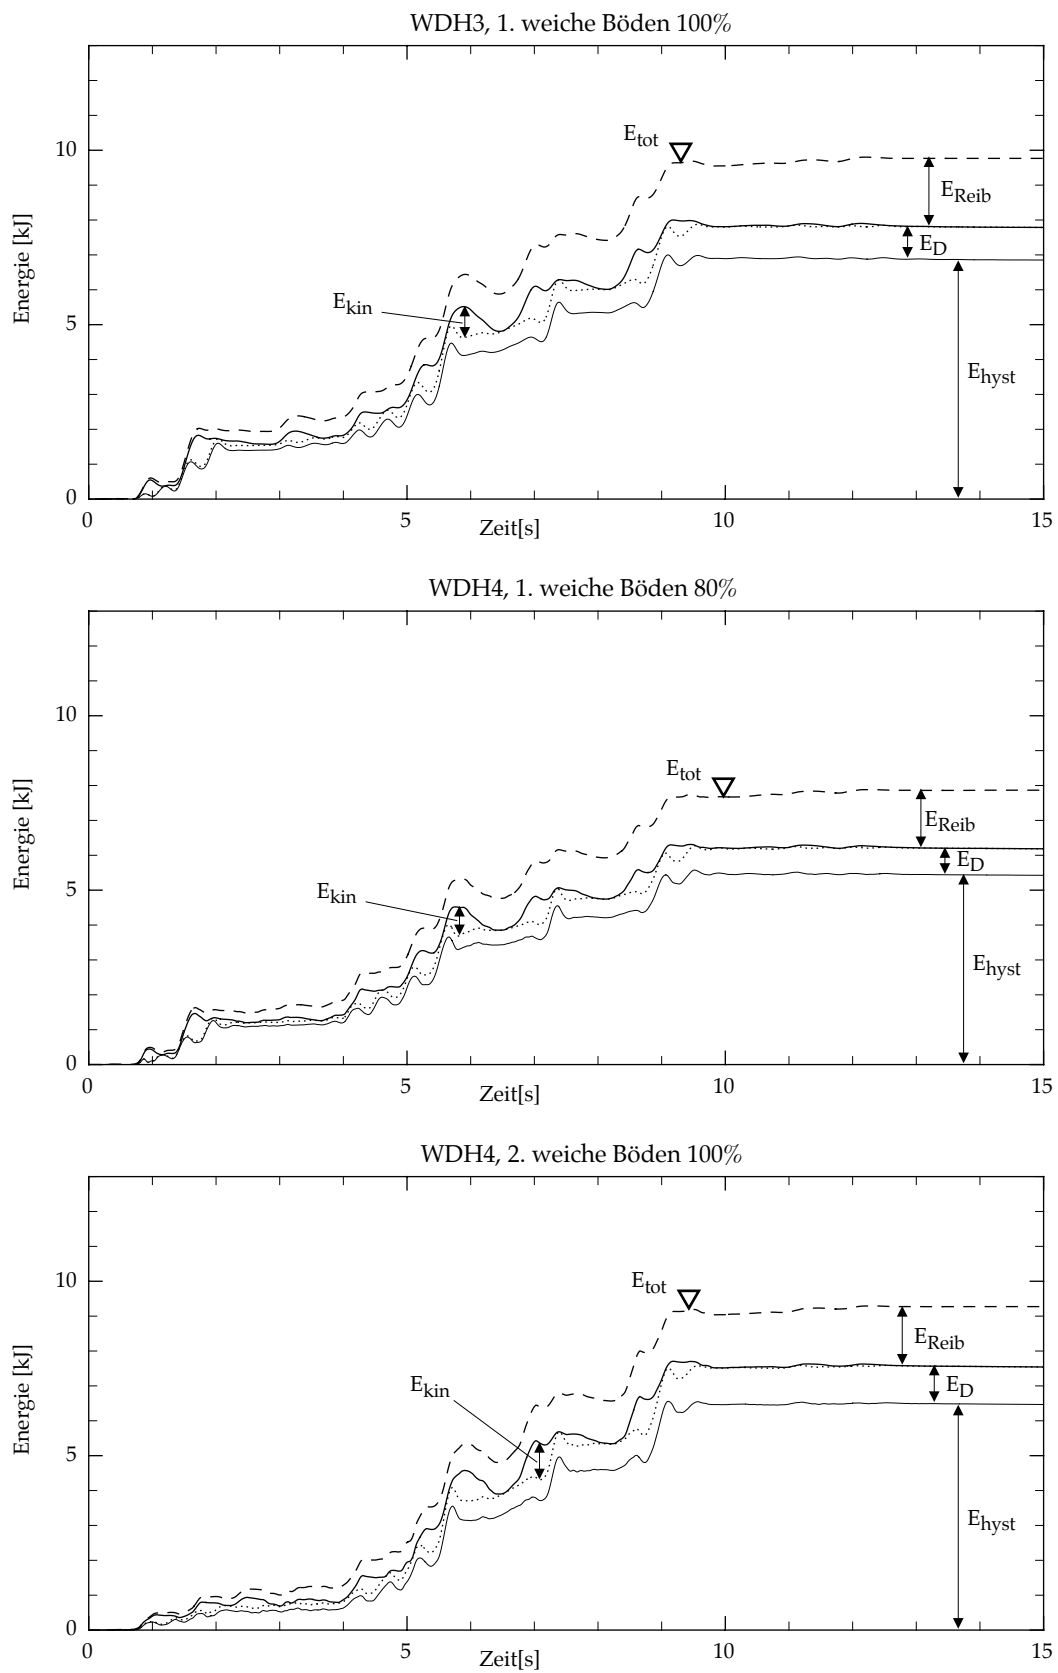 WDH3, 1. weiche Böden 100%
E_tot
10
E_Reib
E_D
Energie [kJ]
E_kin
5
E_hyst
0
0 5 10 15
Zeit[s]
WDH4, 1. weiche Böden 80%
10
E_tot
E_Reib
Energie [kJ]
E_D
5
E_kin
E_hyst
0
0 5 10 15
Zeit[s]
WDH4, 2. weiche Böden 100%
E_tot
10
E_Reib
Energie [kJ]
E_kin
E_D
5
E_hyst
0
0 5 10 15
Zeit[s]